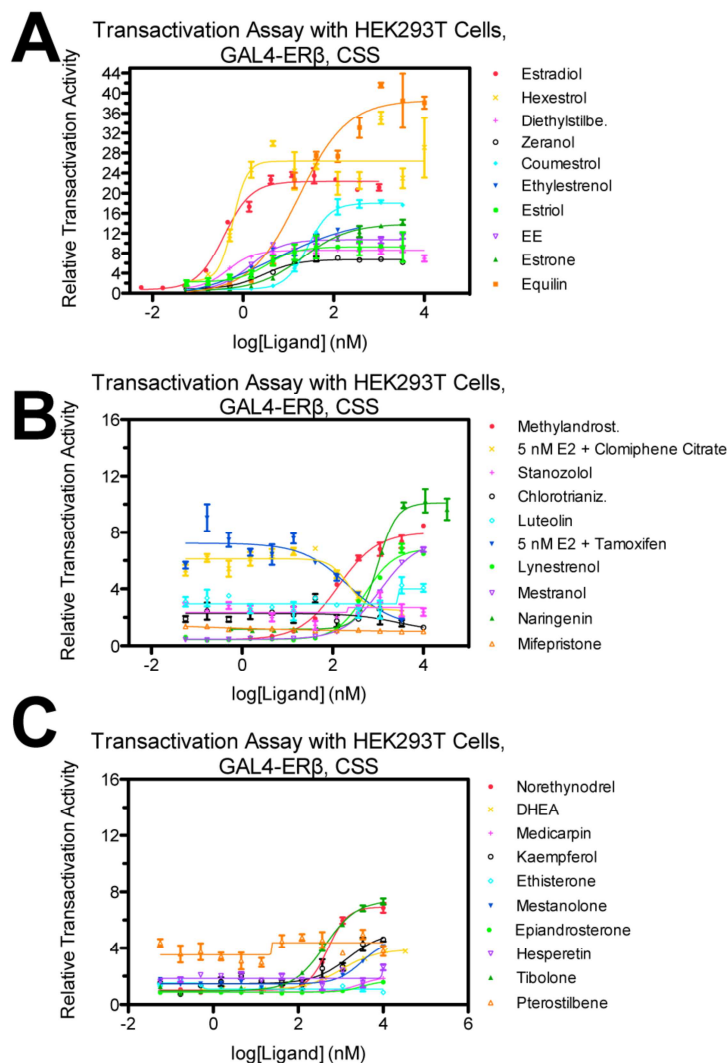 A
Transactivation Assay with HEK293T Cells,
GAL4-ERβ, CSS
Relative Transactivation Activity
44
40
36
32
28
24
20
16
12
8
4
0
-2
0
2
4
log[Ligand] (nM)
Estradiol
Hexestrol
Diethylstilbe.
Zeranol
Coumestrol
Ethylestrenol
Estriol
EE
Estrone
Equilin
B
Transactivation Assay with HEK293T Cells,
GAL4-ERβ, CSS
Relative Transactivation Activity
16
12
8
4
0
-2
0
2
4
6
log[Ligand] (nM)
Methylandrost.
5 nM E2 + Clomiphene Citrate
Stanozolol
Chlorotrianiz.
Luteolin
5 nM E2 + Tamoxifen
Lynestrenol
Mestranol
Naringenin
Mifepristone
C
Transactivation Assay with HEK293T Cells,
GAL4-ERβ, CSS
Relative Transactivation Activity
16
12
8
4
0
-2
0
2
4
6
log[Ligand] (nM)
Norethynodrel
DHEA
Medicarpin
Kaempferol
Ethisterone
Mestanolone
Epiandrosterone
Hesperetin
Tibolone
Pterostilbene